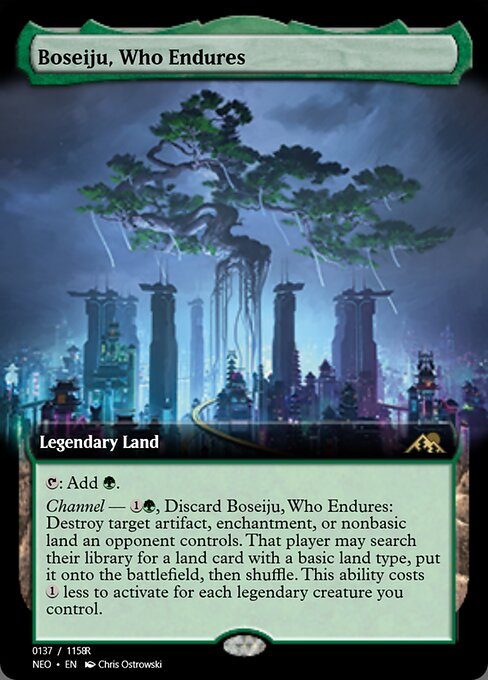 Boseiju, Who Endures
Legendary Land
: Add .
Channel — 1, Discard Boseiju, Who Endures:
Destroy target artifact, enchantment, or nonbasic
land an opponent controls. That player may search
their library for a land card with a basic land type, put
it onto the battlefield, then shuffle. This ability costs
1 less to activate for each legendary creature you
control.
0137 / 1158R
NEO • EN Chris Ostrowski